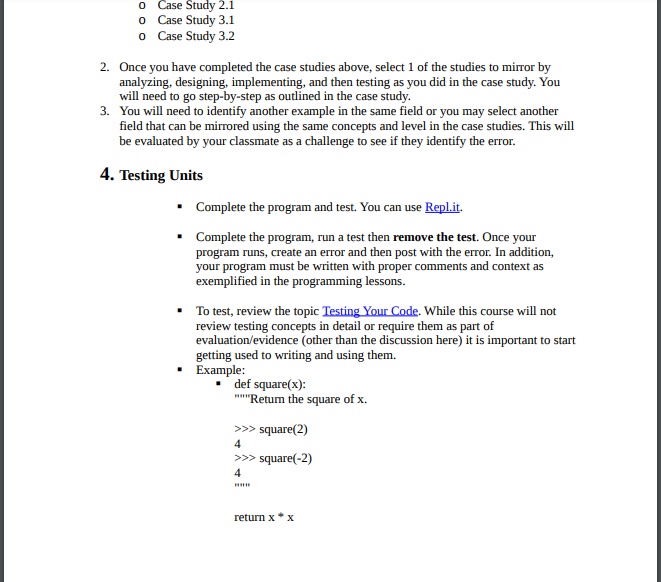 o Case Study 2.1
o Case Study 3.1
o Case Study 3.2
2. Once you have completed the case studies above, select 1 of the studies to mirror by
analyzing, designing, implementing, and then testing as you did in the case study. You
will need to go step-by-step as outlined in the case study.
3. You will need to identify another example in the same field or you may select another
field that can be mirrored using the same concepts and level in the case studies. This will
be evaluated by your classmate as a challenge to see if they identify the error.
4. Testing Units
▪ Complete the program and test. You can use Repl.it.
▪ Complete the program, run a test then remove the test. Once your
program runs, create an error and then post with the error. In addition,
your program must be written with proper comments and context as
exemplified in the programming lessons.
▪ To test, review the topic Testing Your Code. While this course will not
review testing concepts in detail or require them as part of
evaluation/evidence (other than the discussion here) it is important to start
getting used to writing and using them.
▪ Example:
▪ def square(x):
"""Return the square of x.
>>> square(2)
4
>>> square(-2)
4
"""
return x * x